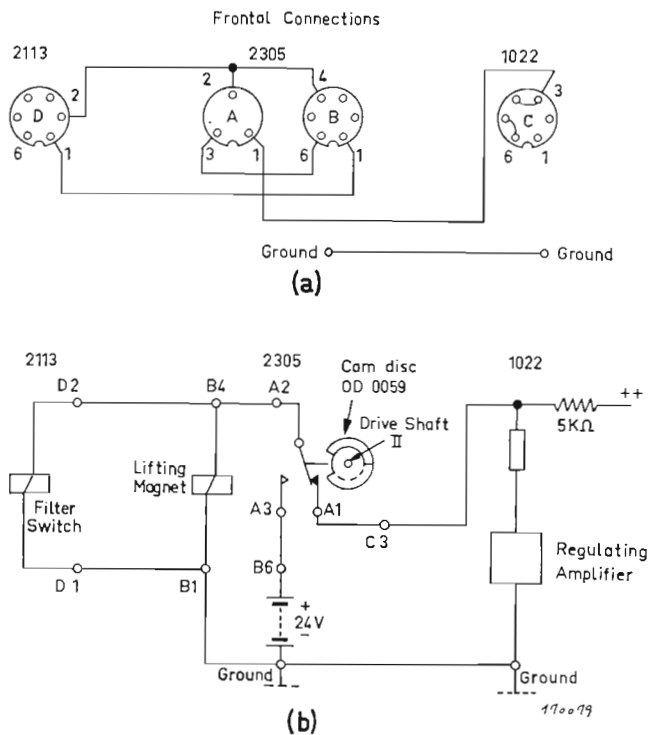 Frontal Connections
2113 2305 1022
2 2 4 3
D A B C
6 1 3 1 6 1 6 1
Ground Ground
(a)
2113 2305 Cam disc 1022
OD 0059
D2 B4 A2 ++
Drive Shaft 5KΩ
II
Lifting
Magnet
Filter
Switch
A3 A1
C3
Regulating
Amplifier
D1 B1 B6
+
24V
-
Ground Ground
170079
(b)